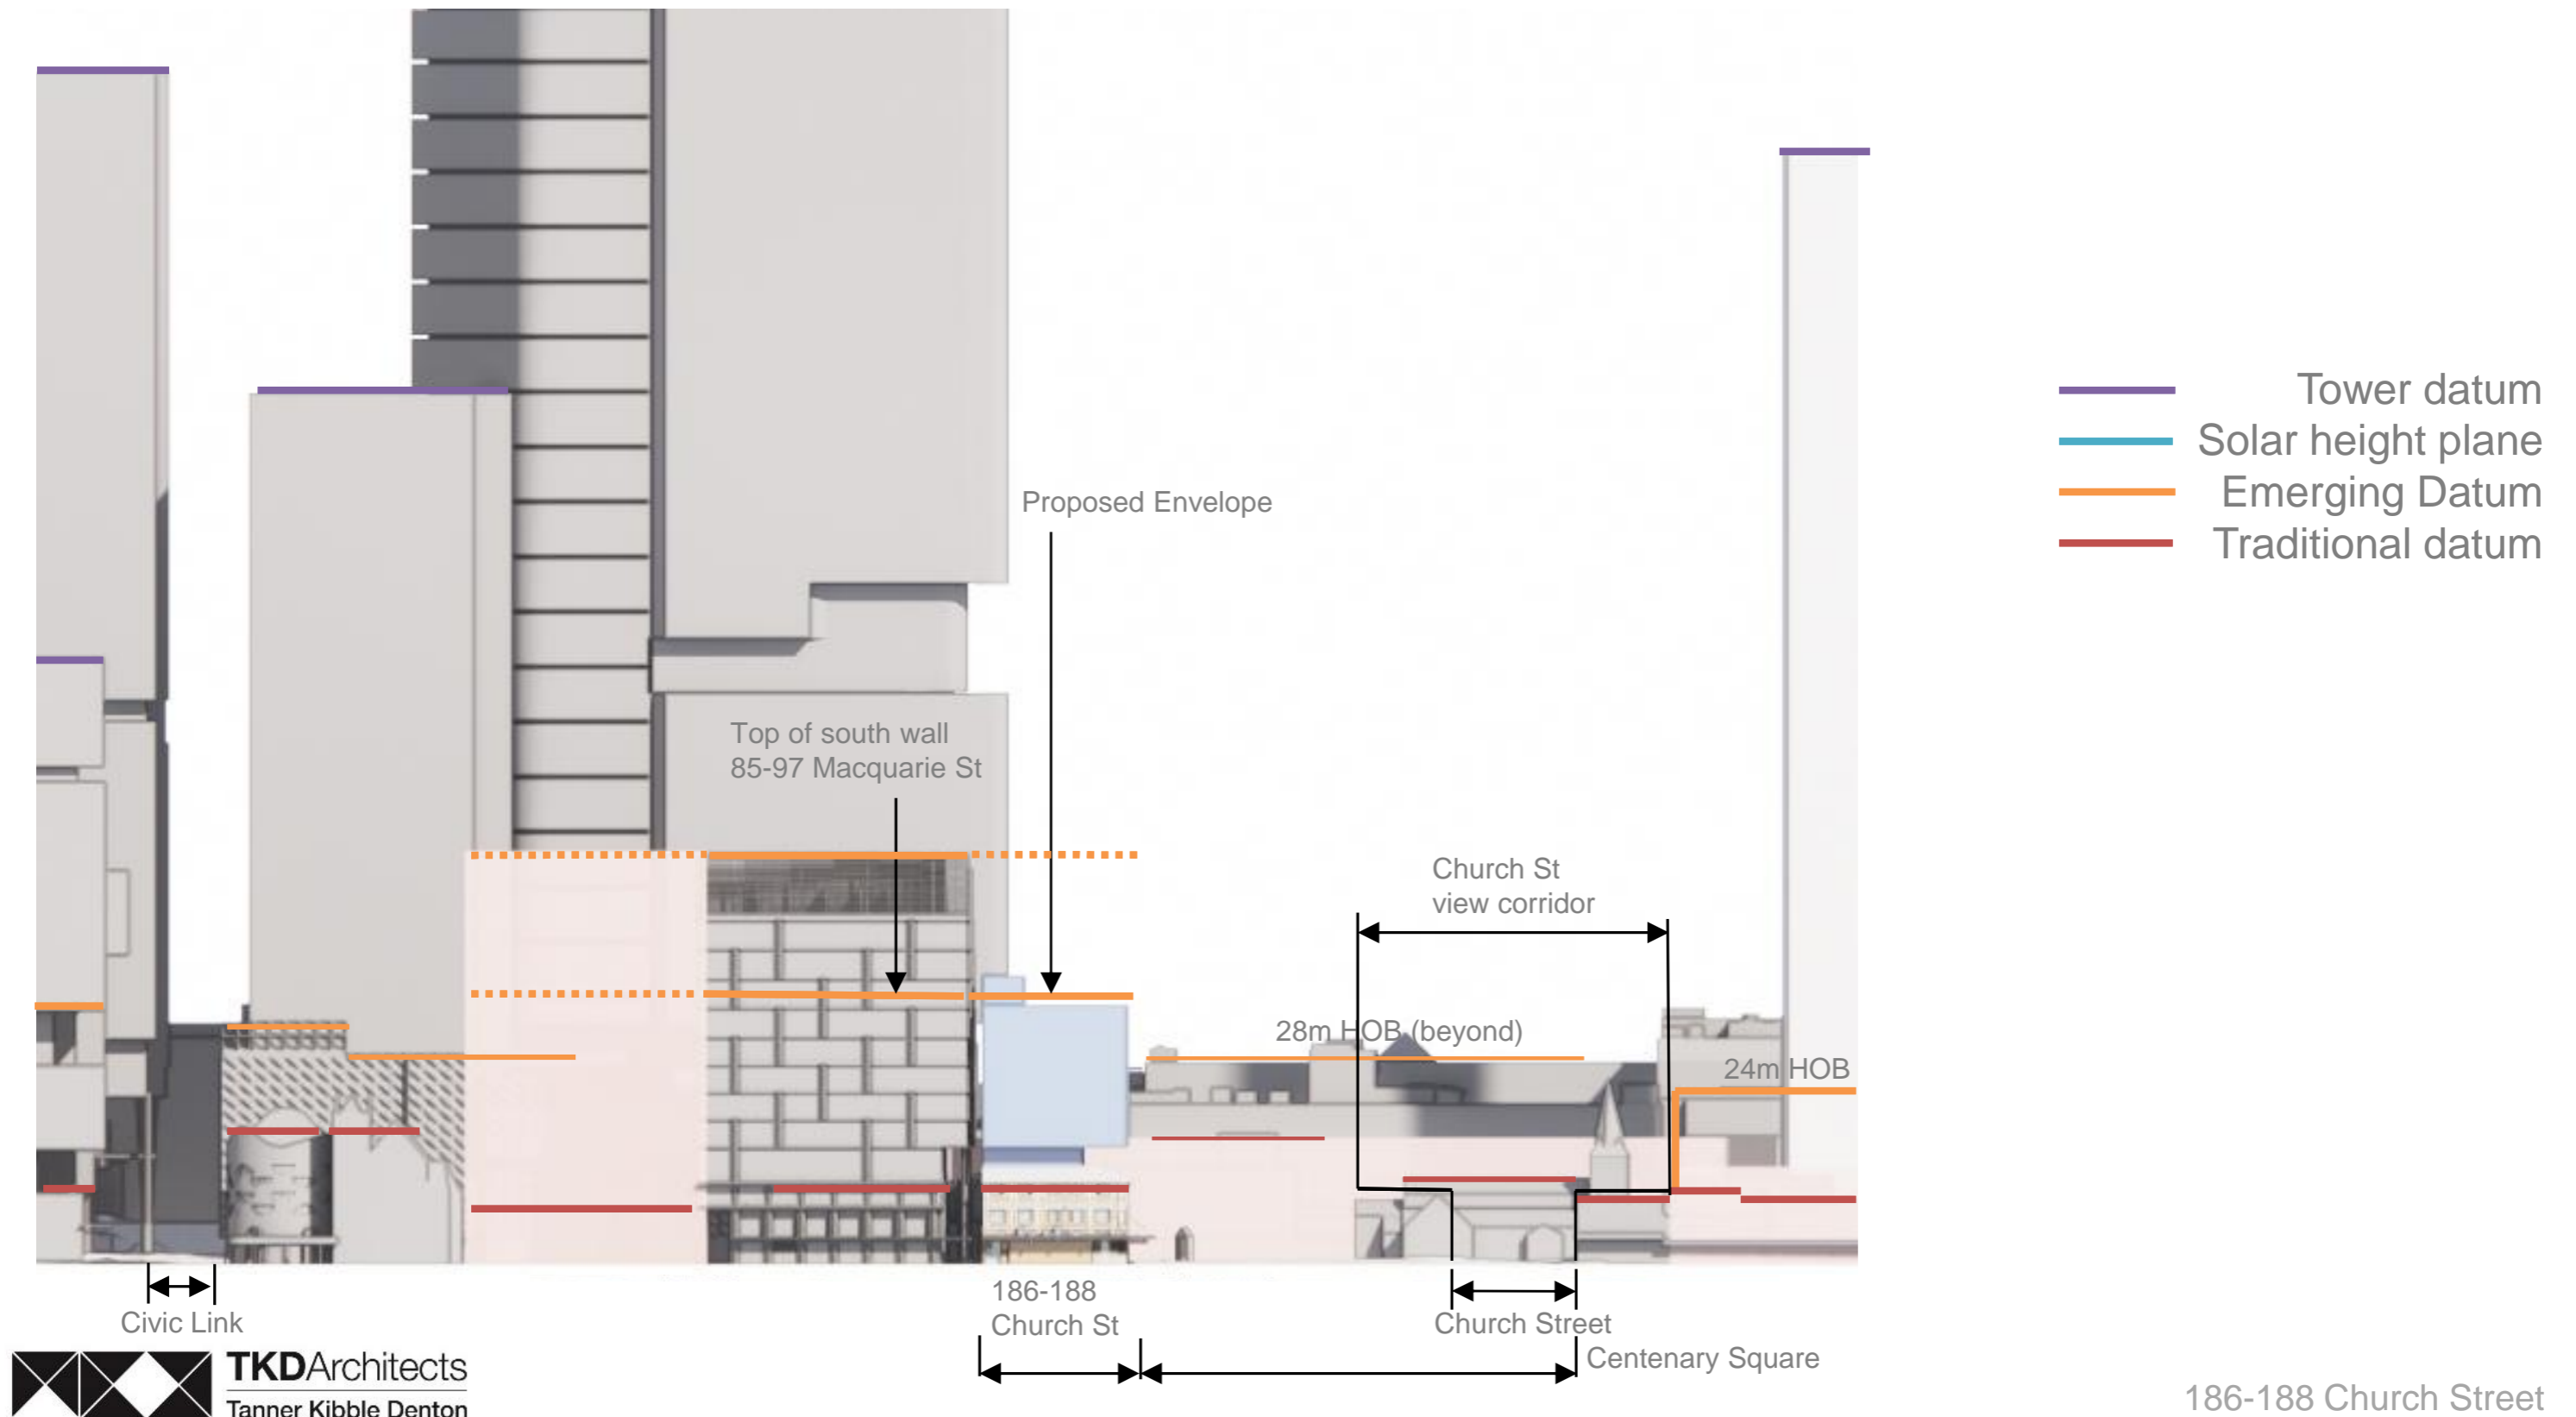 Tower datum
Solar height plane
Emerging Datum
Traditional datum
Proposed Envelope
Top of south wall
85-97 Macquarie St
Church St
view corridor
28m HOB (beyond)
24m HOB
186-188
Church St
Civic Link
Church Street
Centenary Square
TKDArchitects
Tanner Kibble Denton
186-188 Church Street